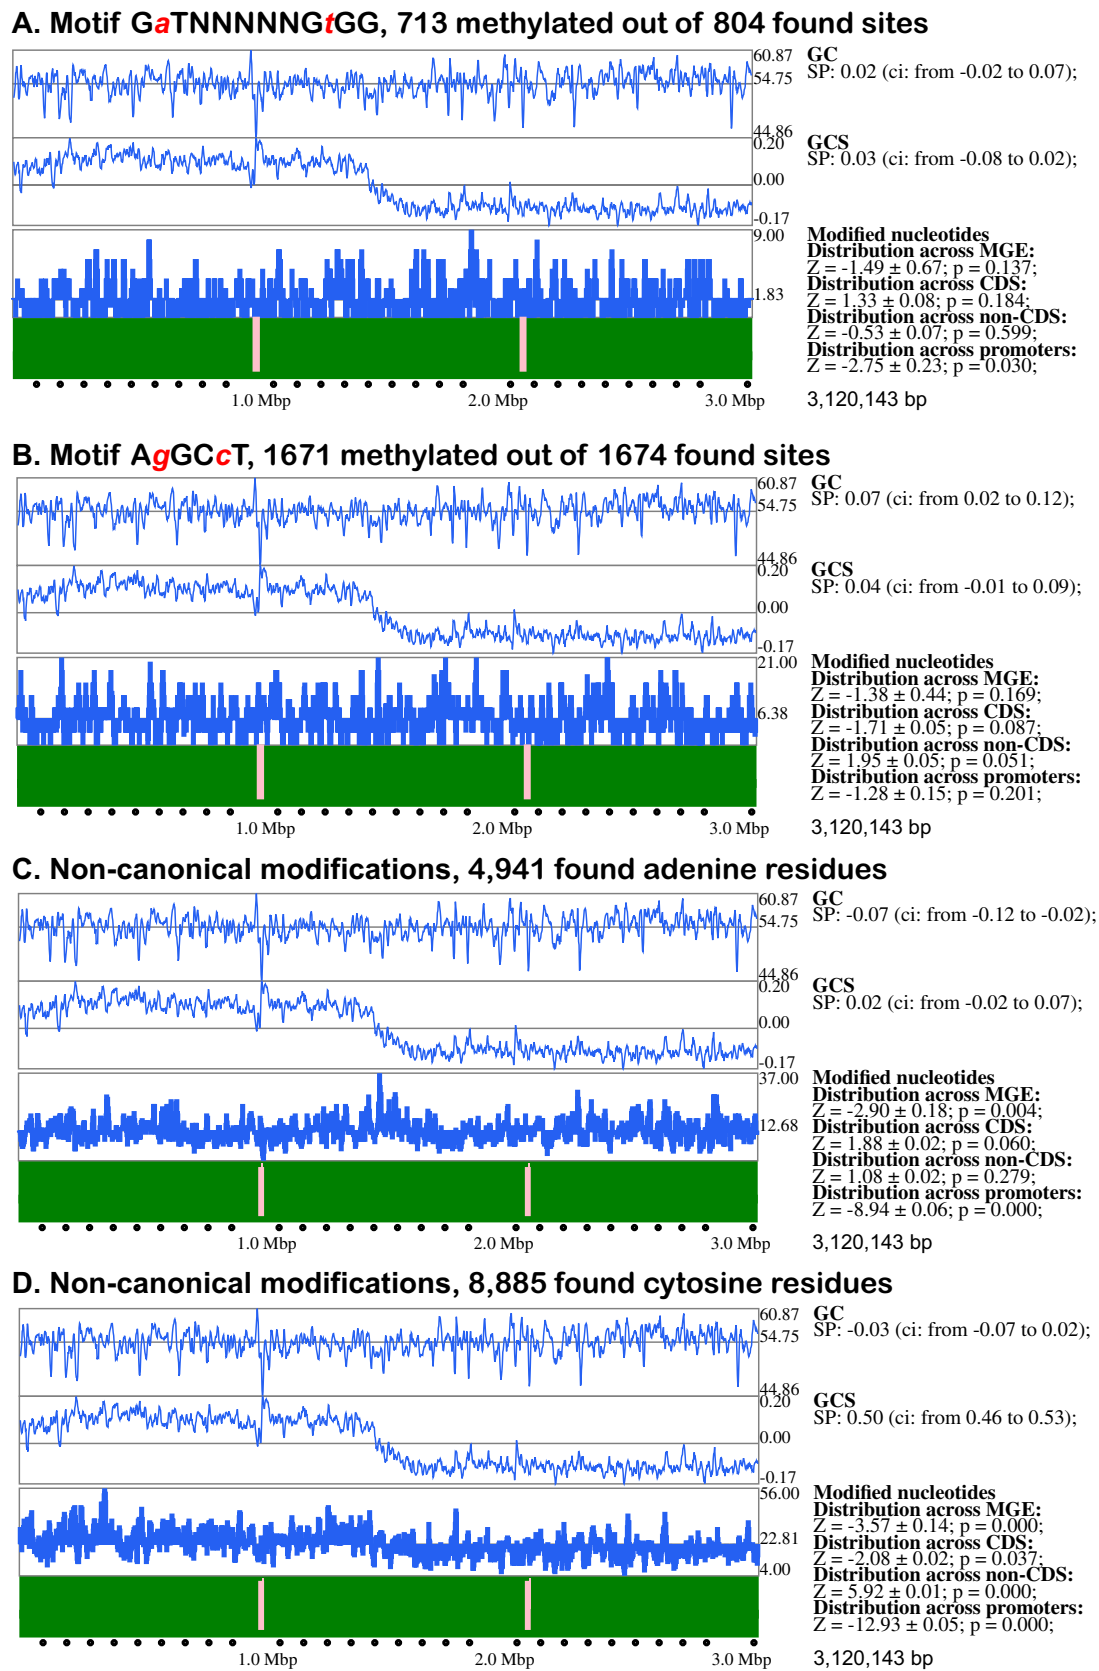 A. Motif GaTNNNNNGtGG, 713 methylated out of 804 found sites
60.87
54.75
44.86
GC
SP: 0.02 (ci: from -0.02 to 0.07);
0.20
0.00
-0.17
GCS
SP: 0.03 (ci: from -0.08 to 0.02);
9.00
1.83
Modified nucleotides
Distribution across MGE:
Z = -1.49 ± 0.67; p = 0.137;
Distribution across CDS:
Z = 1.33 ± 0.08; p = 0.184;
Distribution across non-CDS:
Z = -0.53 ± 0.07; p = 0.599;
Distribution across promoters:
Z = -2.75 ± 0.23; p = 0.030;
1.0 Mbp 2.0 Mbp 3.0 Mbp
3,120,143 bp
B. Motif AgGCcT, 1671 methylated out of 1674 found sites
60.87
54.75
44.86
GC
SP: 0.07 (ci: from 0.02 to 0.12);
0.20
0.00
-0.17
GCS
SP: 0.04 (ci: from -0.01 to 0.09);
21.00
6.38
Modified nucleotides
Distribution across MGE:
Z = -1.38 ± 0.44; p = 0.169;
Distribution across CDS:
Z = -1.71 ± 0.05; p = 0.087;
Distribution across non-CDS:
Z = 1.95 ± 0.05; p = 0.051;
Distribution across promoters:
Z = -1.28 ± 0.15; p = 0.201;
1.0 Mbp 2.0 Mbp 3.0 Mbp
3,120,143 bp
C. Non-canonical modifications, 4,941 found adenine residues
60.87
54.75
44.86
GC
SP: -0.07 (ci: from -0.12 to -0.02);
0.20
0.00
-0.17
GCS
SP: 0.02 (ci: from -0.02 to 0.07);
37.00
12.68
Modified nucleotides
Distribution across MGE:
Z = -2.90 ± 0.18; p = 0.004;
Distribution across CDS:
Z = 1.88 ± 0.02; p = 0.060;
Distribution across non-CDS:
Z = 1.08 ± 0.02; p = 0.279;
Distribution across promoters:
Z = -8.94 ± 0.06; p = 0.000;
1.0 Mbp 2.0 Mbp 3.0 Mbp
3,120,143 bp
D. Non-canonical modifications, 8,885 found cytosine residues
60.87
54.75
44.86
GC
SP: -0.03 (ci: from -0.07 to 0.02);
0.20
0.00
-0.17
GCS
SP: 0.50 (ci: from 0.46 to 0.53);
56.00
22.81
4.00
Modified nucleotides
Distribution across MGE:
Z = -3.57 ± 0.14; p = 0.000;
Distribution across CDS:
Z = -2.08 ± 0.02; p = 0.037;
Distribution across non-CDS:
Z = 5.92 ± 0.01; p = 0.000;
Distribution across promoters:
Z = -12.93 ± 0.05; p = 0.000;
1.0 Mbp 2.0 Mbp 3.0 Mbp
3,120,143 bp